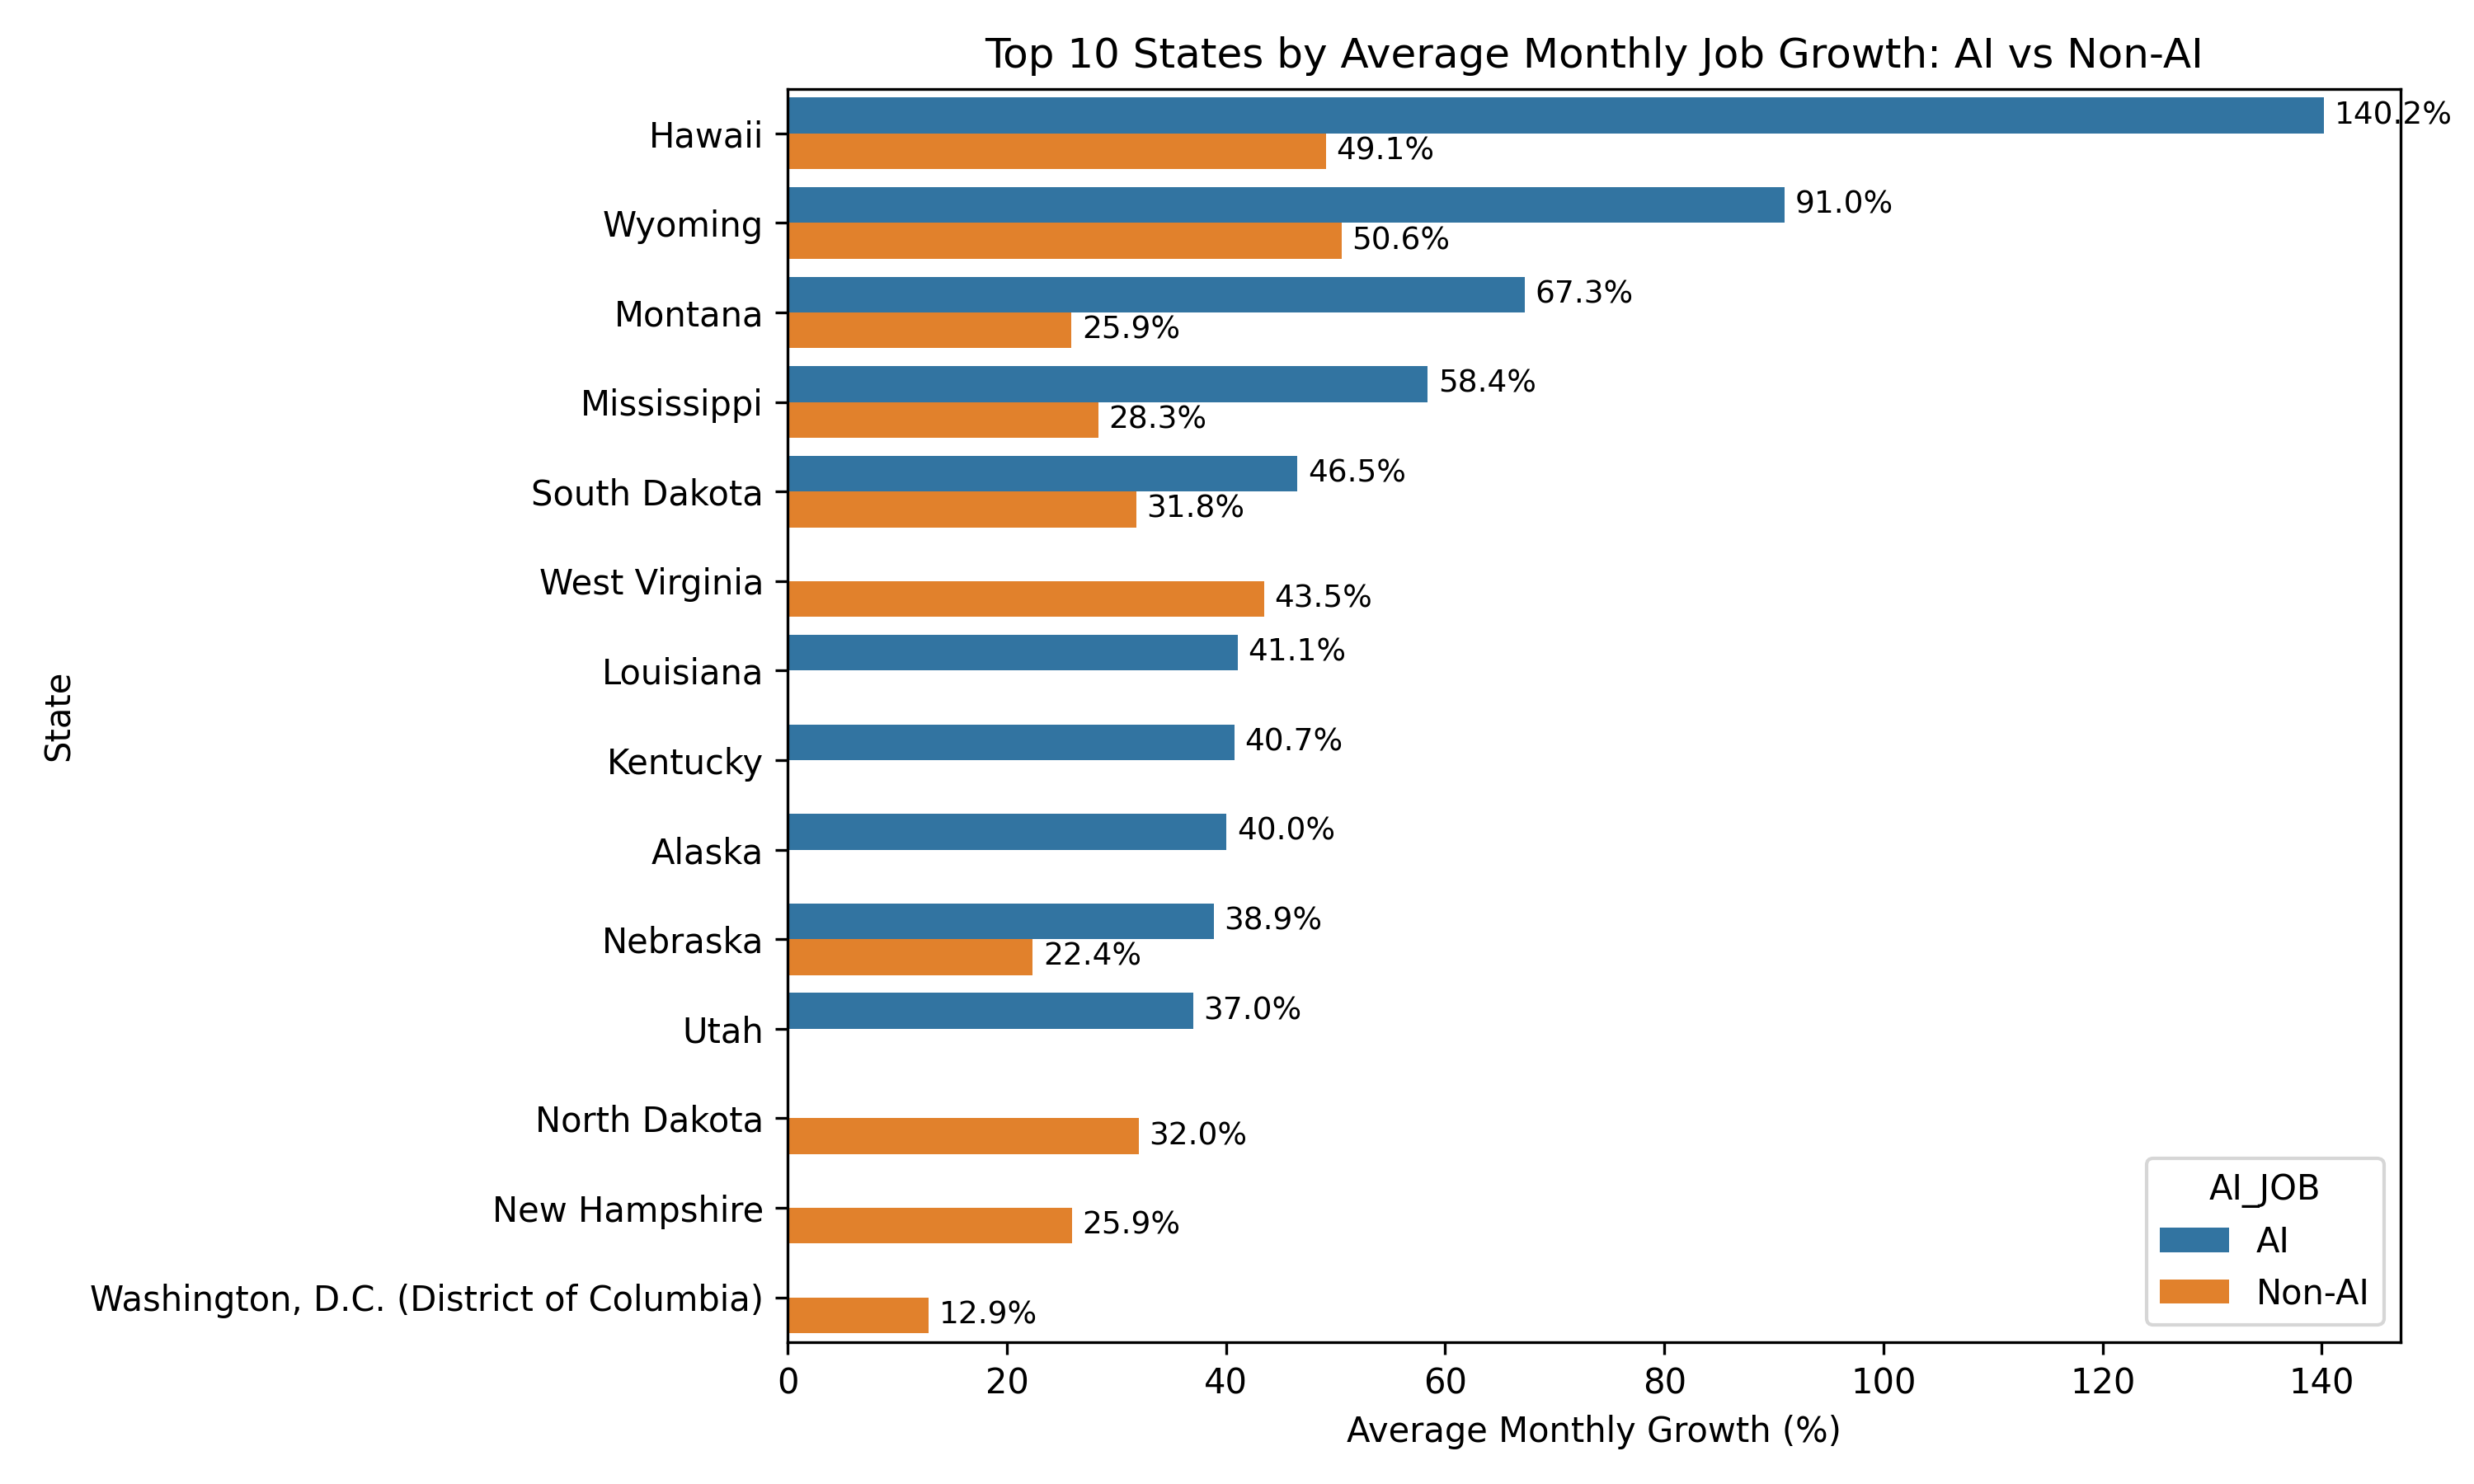 Top 10 States by Average Monthly Job Growth: AI vs Non-AI
State
Hawaii
140.2%
49.1%
Wyoming
91.0%
50.6%
Montana
67.3%
25.9%
Mississippi
58.4%
28.3%
South Dakota
46.5%
31.8%
West Virginia
43.5%
Louisiana
41.1%
Kentucky
40.7%
Alaska
40.0%
Nebraska
38.9%
22.4%
Utah
37.0%
North Dakota
32.0%
New Hampshire
25.9%
Washington, D.C. (District of Columbia)
12.9%
AI_JOB
AI
Non-AI
0 20 40 60 80 100 120 140
Average Monthly Growth (%)